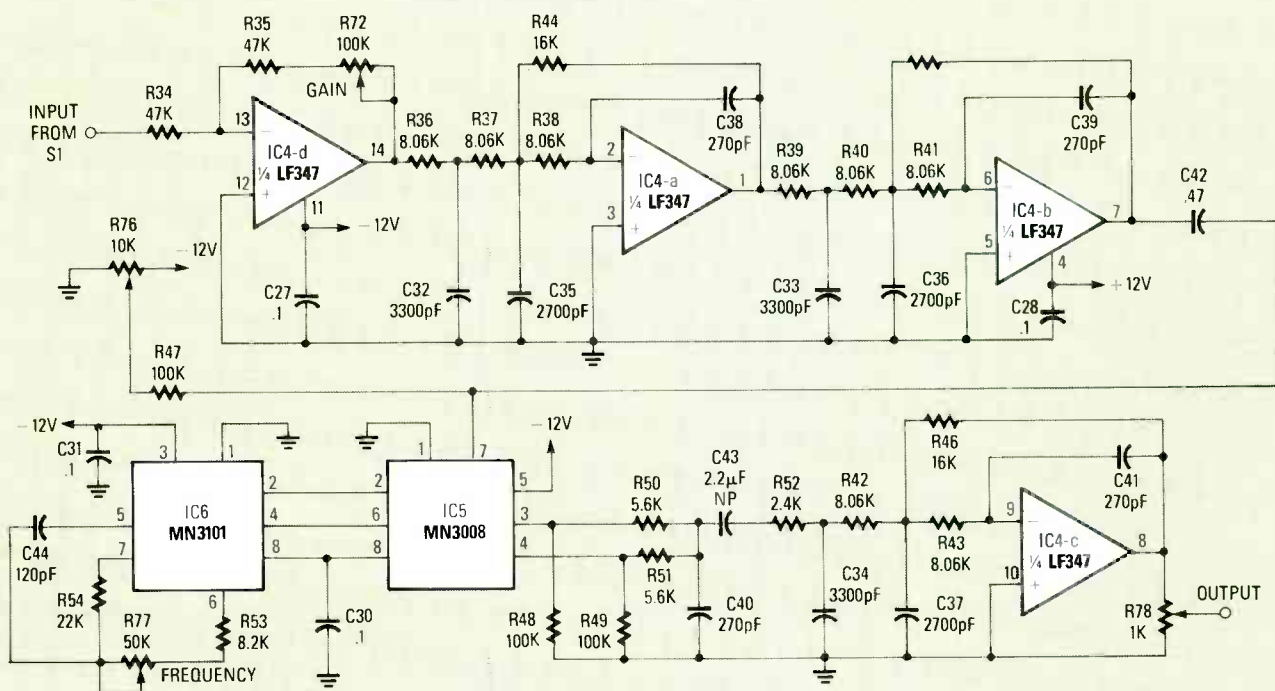 R35
47K
R72
100K
GAIN
R44
16K
INPUT
FROM
S1
R34
47K
13
−
IC4-d
¼ LF347
12
+
14
11
−12V
R36
8.06K
R37
8.06K
R38
8.06K
C38
270pF
2
−
IC4-a
¼ LF347
3
+
1
R39
8.06K
R40
8.06K
R41
8.06K
C39
270pF
6
−
IC4-b
¼ LF347
5
+
7
4
+12V
C42
.47
R76
10K
−12V
C27
.1
C32
3300pF
C35
2700pF
C33
3300pF
C36
2700pF
C28
.1
R47
100K
−12V
C31
.1
3
1
IC6
MN3101
2
4
8
5
7
6
C44
120pF
R54
22K
R77
50K
FREQUENCY
R53
8.2K
C30
.1
1
7
−12V
IC5
MN3008
2
6
8
5
3
4
R48
100K
R49
100K
R50
5.6K
R51
5.6K
C43
2.2μF
NP
C40
270pF
R52
2.4K
R42
8.06K
C34
3300pF
C37
2700pF
R46
16K
R43
8.06K
C41
270pF
9
−
IC4-c
¼ LF347
10
+
8
R78
1K
OUTPUT